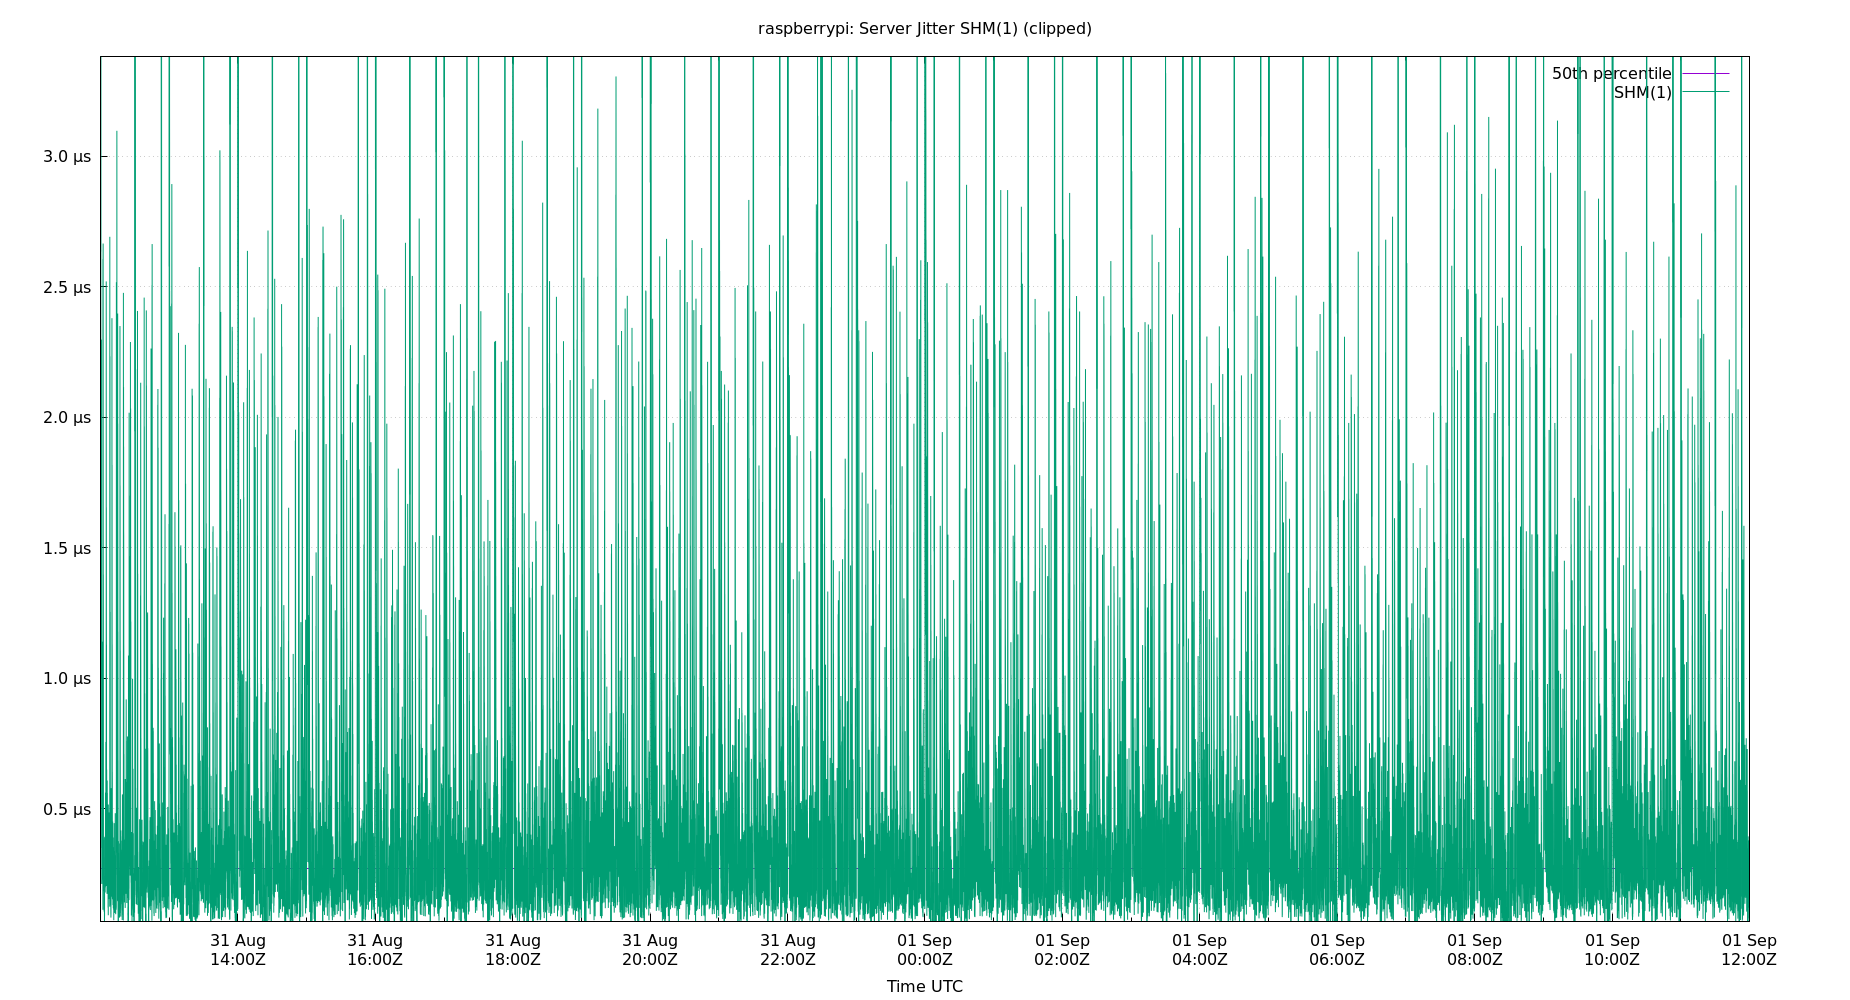 raspberrypi: Server Jitter SHM(1) (clipped)
50th percentile
SHM(1)
3.0 µs
2.5 µs
2.0 µs
1.5 µs
1.0 µs
0.5 µs
31 Aug 31 Aug 31 Aug 31 Aug 31 Aug 01 Sep 01 Sep 01 Sep 01 Sep 01 Sep 01 Sep 01 Sep
14:00Z 16:00Z 18:00Z 20:00Z 22:00Z 00:00Z 02:00Z 04:00Z 06:00Z 08:00Z 10:00Z 12:00Z
Time UTC